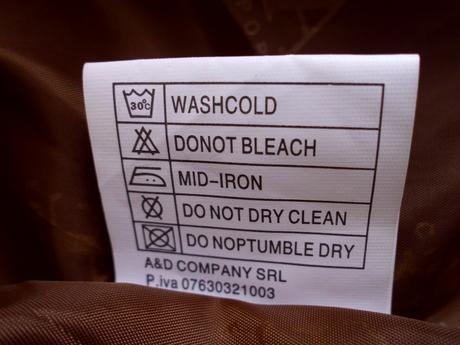 30°C WASHCOLD
DONOT BLEACH
MID-IRON
DO NOT DRY CLEAN
DO NOPTUMBLE DRY
A&D COMPANY SRL
P.iva 07630321003